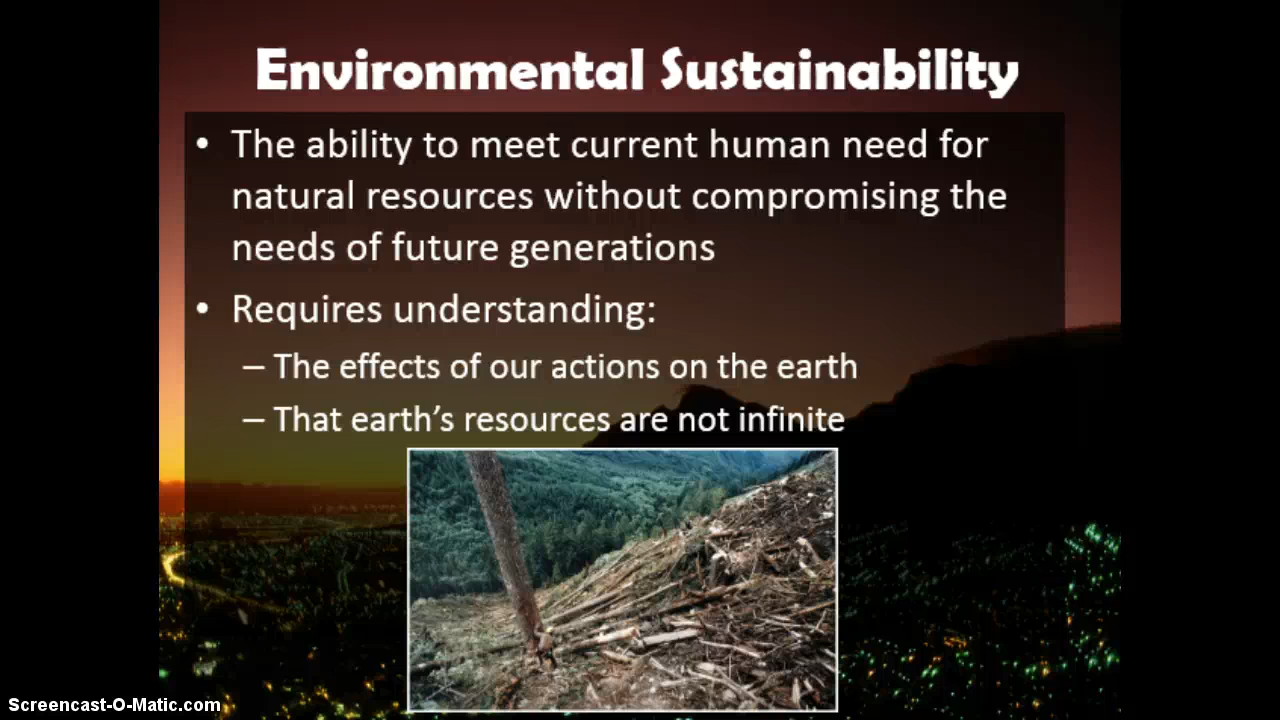 Environmental Sustainability
• The ability to meet current human need for
natural resources without compromising the
needs of future generations
• Requires understanding:
– The effects of our actions on the earth
– That earth’s resources are not infinite
Screencast-O-Matic.com